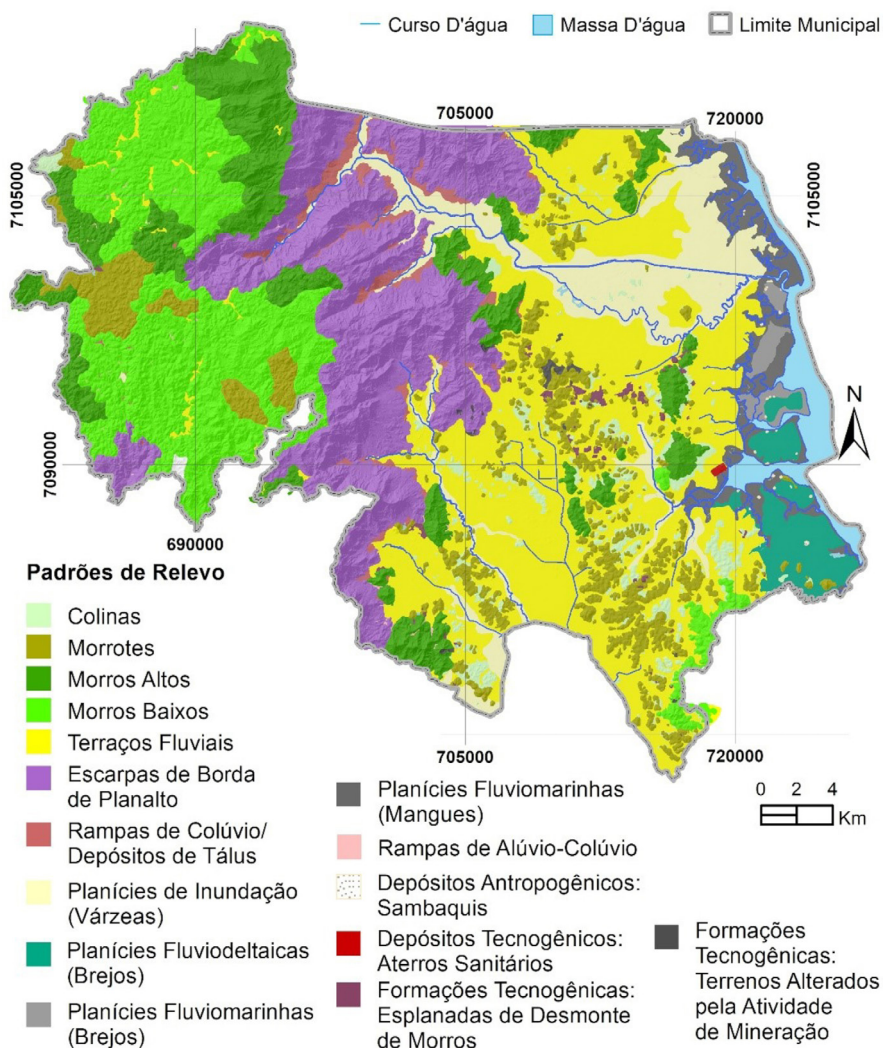 Curso D'água
Massa D'água
Limite Municipal
705000
720000
7105000
7105000
N
7090000
690000
705000
720000
0 2 4
Km
Padrões de Relevo
Colinas
Morrotes
Morros Altos
Morros Baixos
Terraços Fluviais
Escarpas de Borda
de Planalto
Rampas de Colúvio/
Depósitos de Tálus
Planícies de Inundação
(Várzeas)
Planícies Fluviodeltaicas
(Brejos)
Planícies Fluviomarinhas
(Brejos)
Planícies Fluviomarinhas
(Mangues)
Rampas de Alúvio-Colúvio
Depósitos Antropogênicos:
Sambaquis
Depósitos Tecnogênicos:
Aterros Sanitários
Formações Tecnogênicas:
Esplanadas de Desmonte
de Morros
Formações
Tecnogênicas:
Terrenos Alterados
pela Atividade
de Mineração